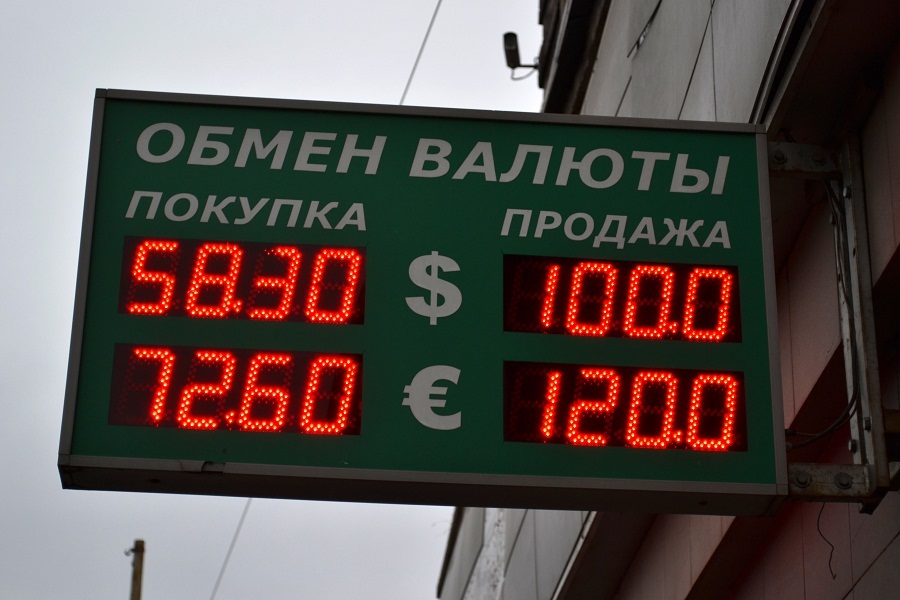 ОБМЕН ВАЛЮТЫ
ПОКУПКА ПРОДАЖА
58.30 $ 100.0
72.60 € 120.0